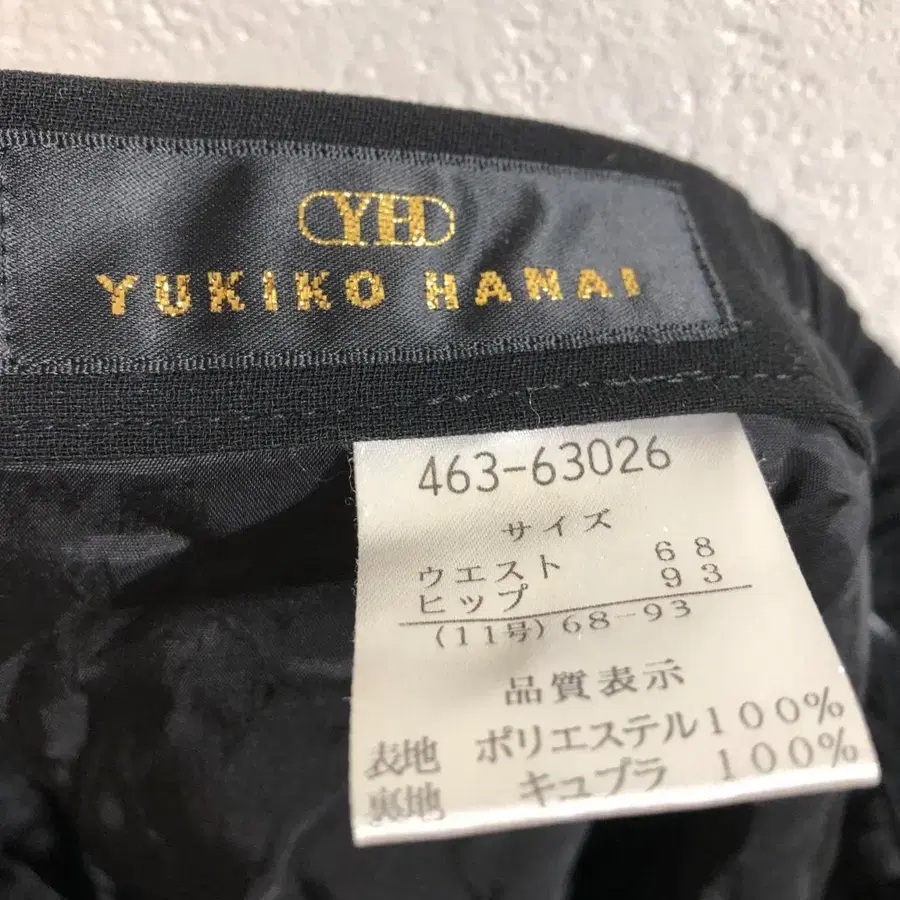 YH
YUKIKO HANAI
463-63026
サイズ
ウエスト 68
ヒップ 93
(11号)68-93
品質表示
表地 ポリエステル100%
裏地 キュプラ 100%